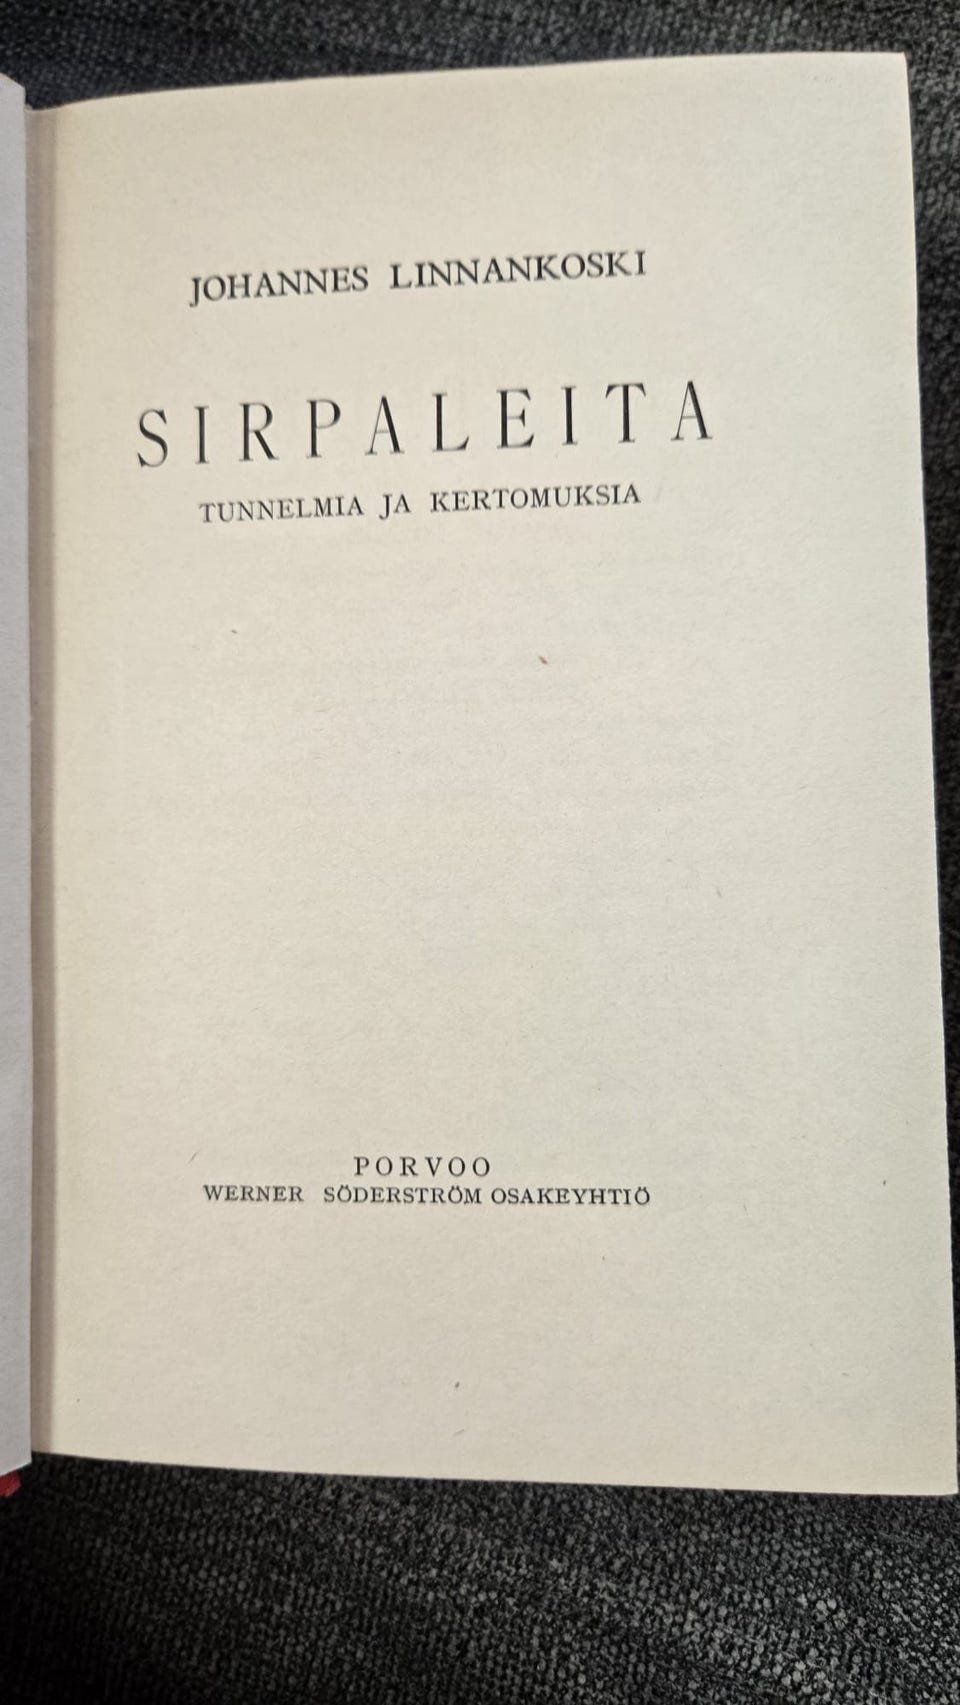 JOHANNES LINNANKOSKI
SIRPALEITA
TUNNELMIA JA KERTOMUKSIA
PORVOO
WERNER SÖDERSTRÖM OSAKEYHTIÖ